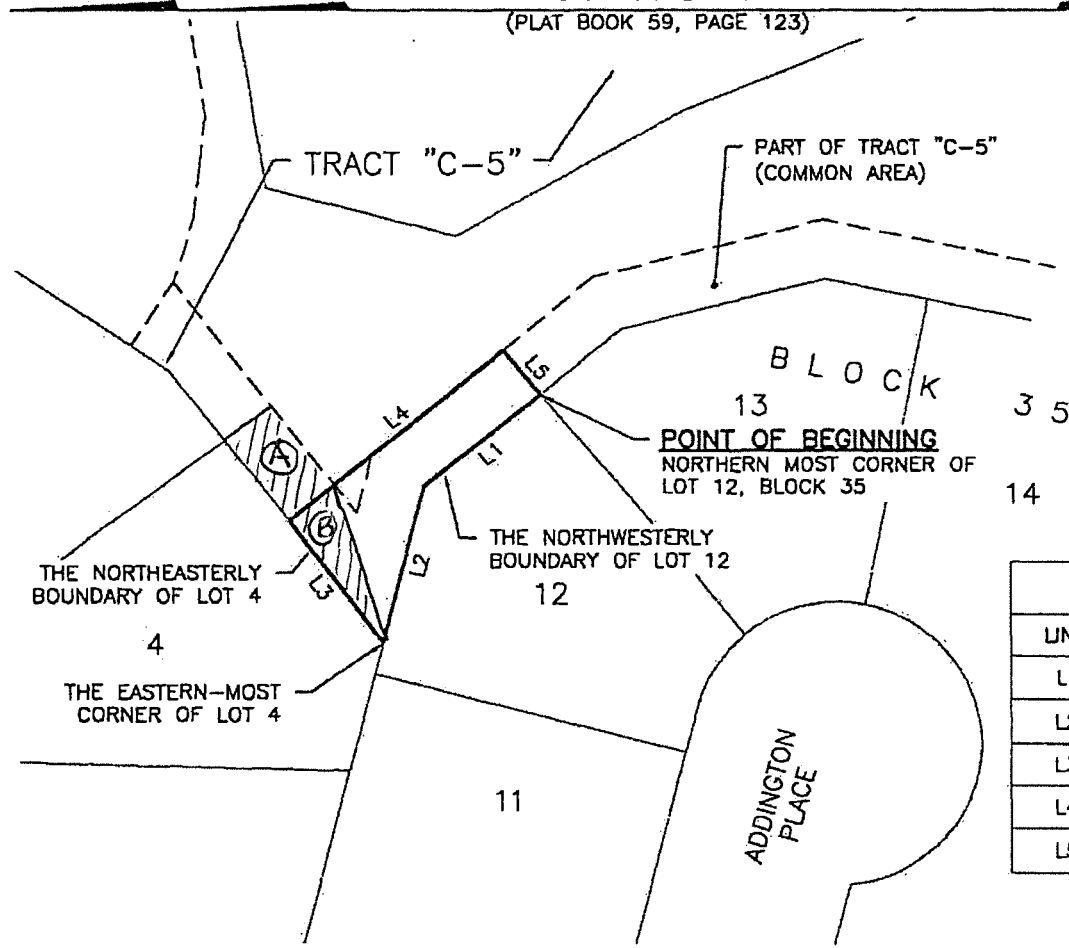 (PLAT BOOK 59, PAGE 123)
TRACT "C-5"
PART OF TRACT "C-5"
(COMMON AREA)
BLOCK 35
13
POINT OF BEGINNING
NORTHERN MOST CORNER OF
LOT 12, BLOCK 35
14
L5
L4
L1
A
B
L2
L3
THE NORTHWESTERLY
BOUNDARY OF LOT 12
12
THE NORTHEASTERLY
BOUNDARY OF LOT 4
4
THE EASTERN-MOST
CORNER OF LOT 4
11
ADDINGTON
PLACE